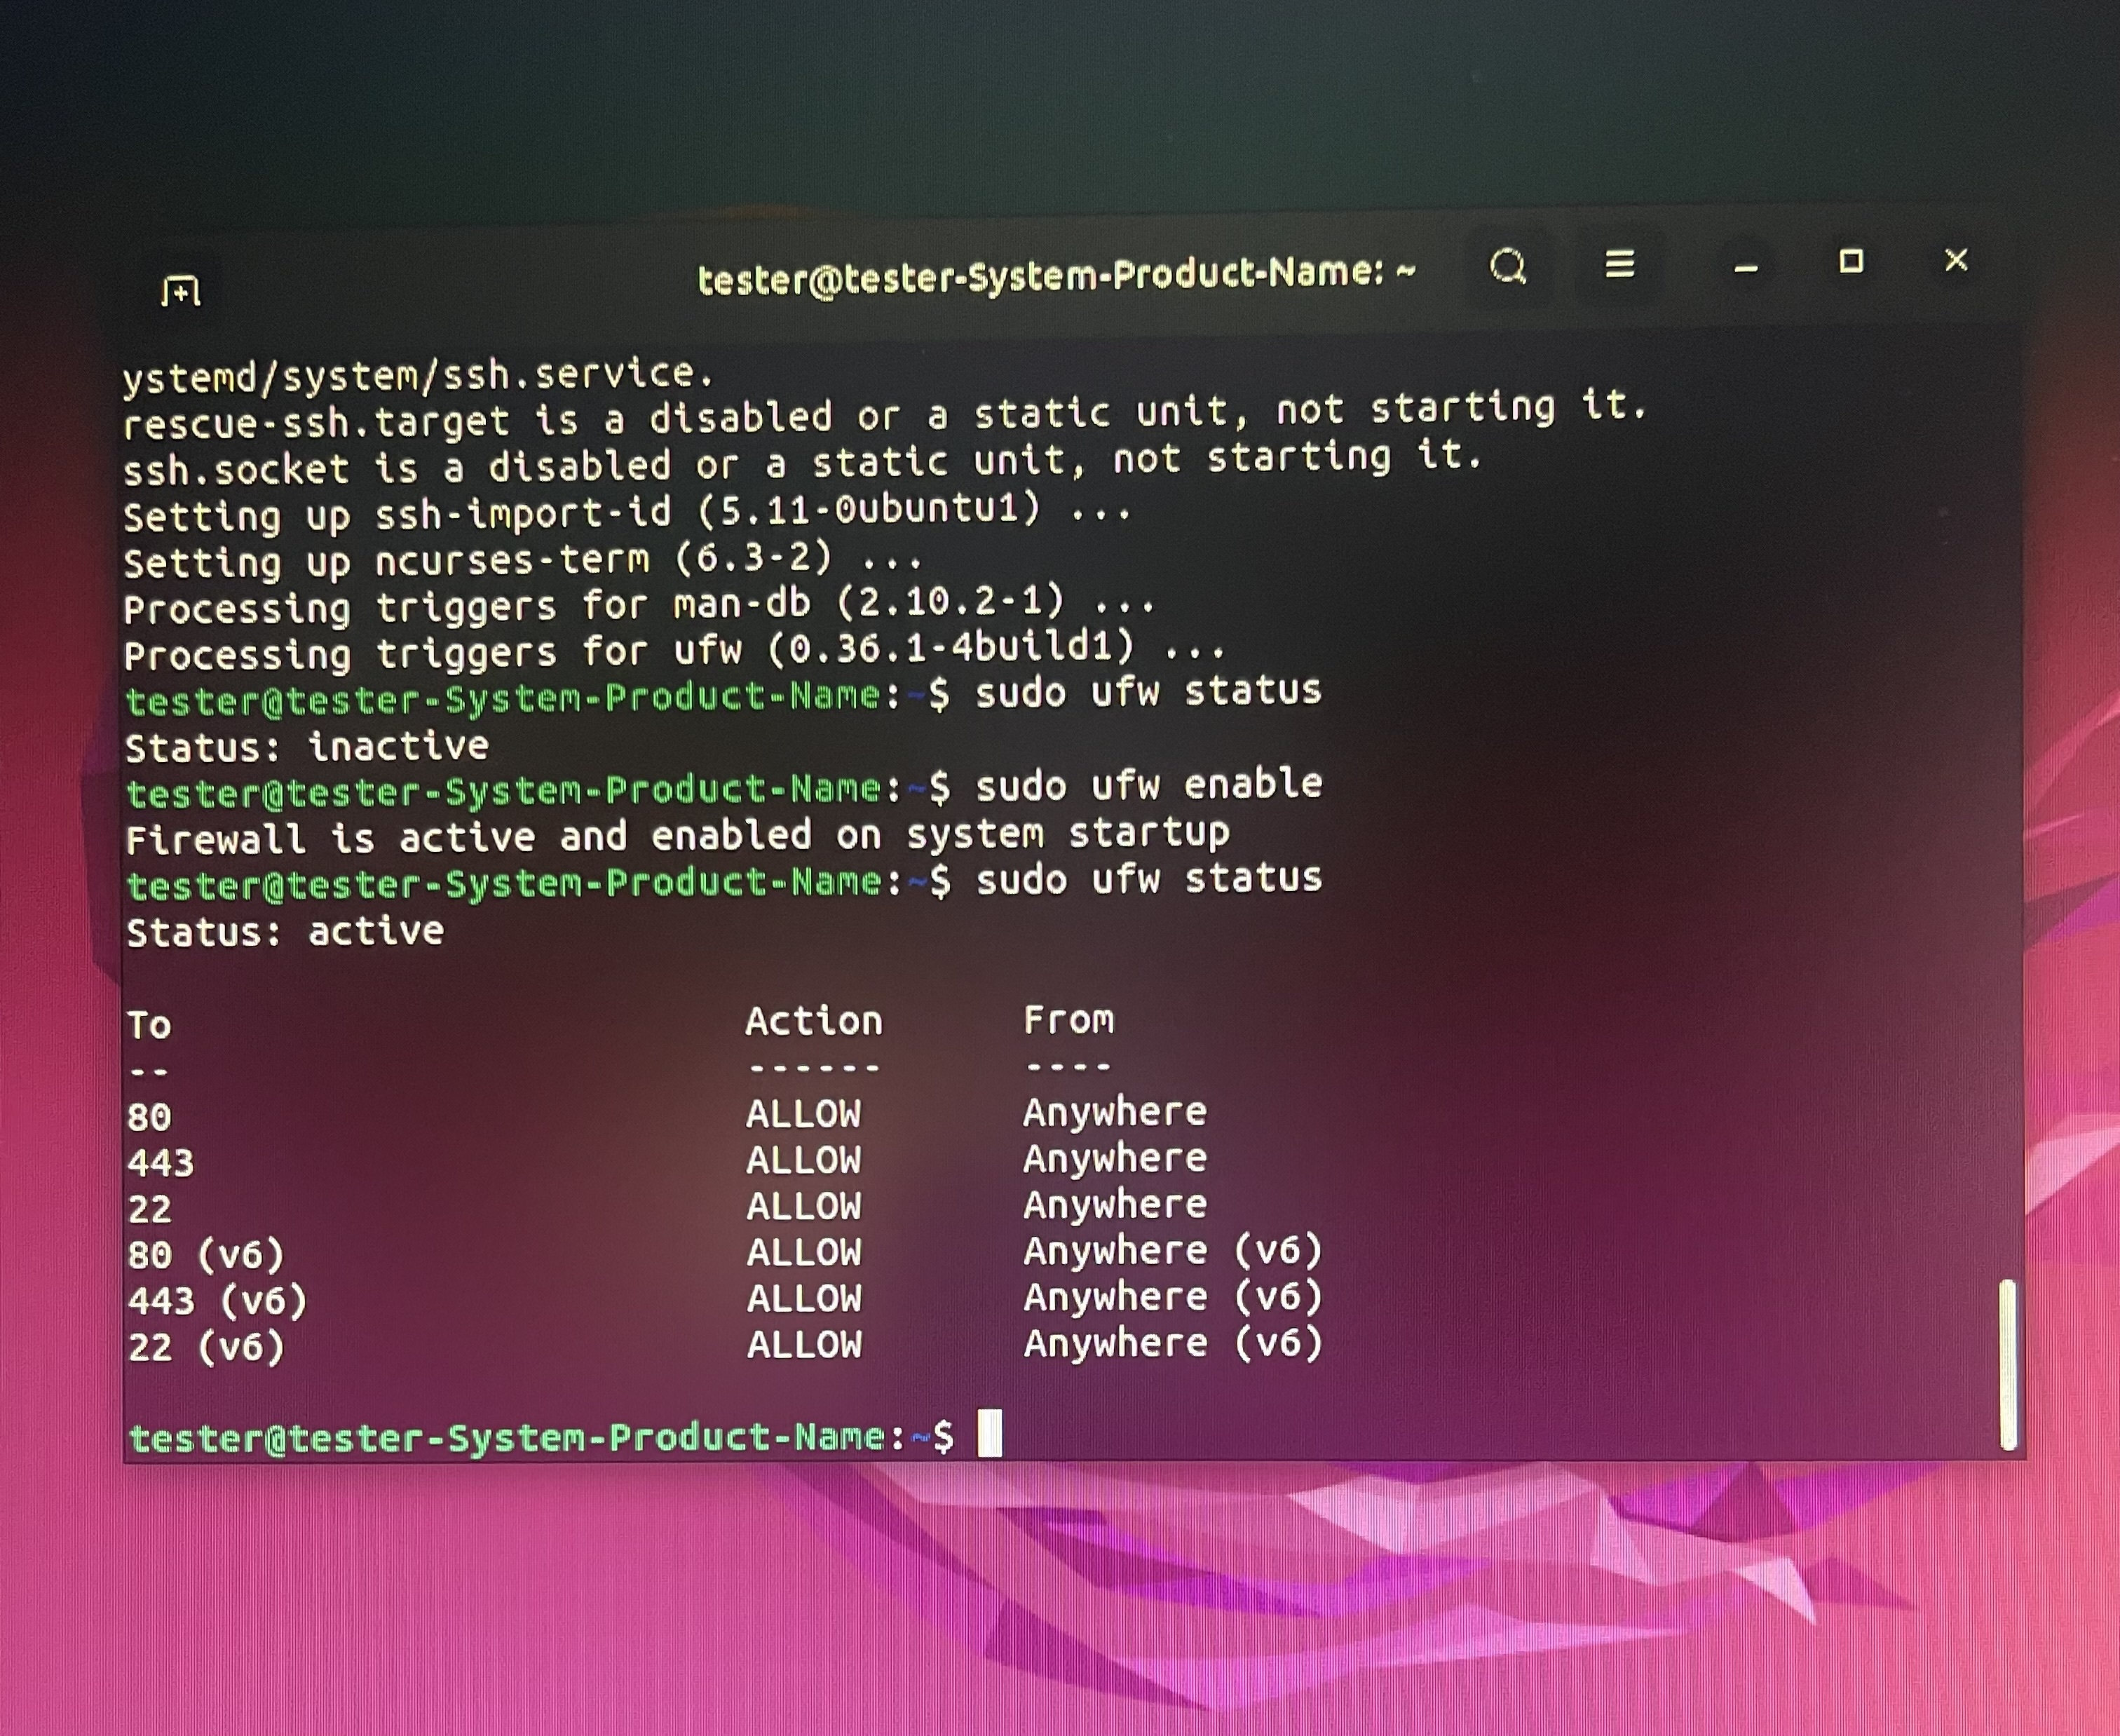 tester@tester-System-Product-Name: ~
ystemd/system/ssh.service.
rescue-ssh.target is a disabled or a static unit, not starting it.
ssh.socket is a disabled or a static unit, not starting it.
Setting up ssh-import-id (5.11-0ubuntu1) ...
Setting up ncurses-term (6.3-2) ...
Processing triggers for man-db (2.10.2-1) ...
Processing triggers for ufw (0.36.1-4build1) ...
tester@tester-System-Product-Name:~$ sudo ufw status
Status: inactive
tester@tester-System-Product-Name:~$ sudo ufw enable
Firewall is active and enabled on system startup
tester@tester-System-Product-Name:~$ sudo ufw status
Status: active
To Action From
-- ------ ----
80 ALLOW Anywhere
443 ALLOW Anywhere
22 ALLOW Anywhere
80 (v6) ALLOW Anywhere (v6)
443 (v6) ALLOW Anywhere (v6)
22 (v6) ALLOW Anywhere (v6)
tester@tester-System-Product-Name:~$